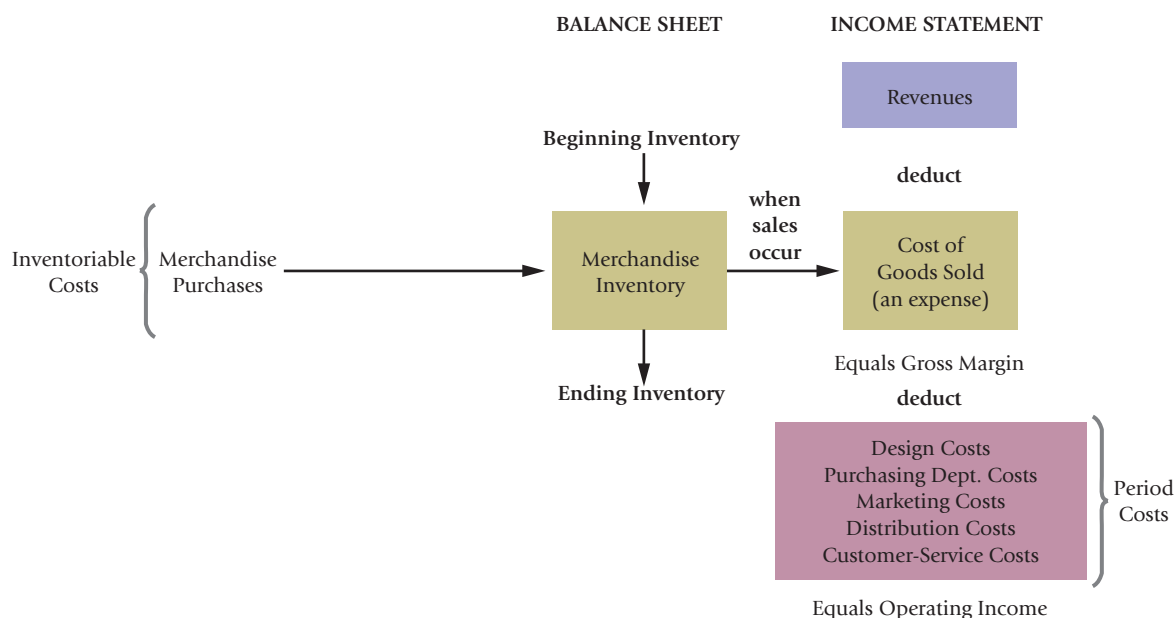 BALANCE SHEET
INCOME STATEMENT
Revenues
Beginning Inventory
deduct
when
sales
occur
Inventoriable
Costs
Merchandise
Purchases
Merchandise
Inventory
Cost of
Goods Sold
(an expense)
Equals Gross Margin
Ending Inventory
deduct
Design Costs
Purchasing Dept. Costs
Marketing Costs
Distribution Costs
Customer-Service Costs
Period
Costs
Equals Operating Income